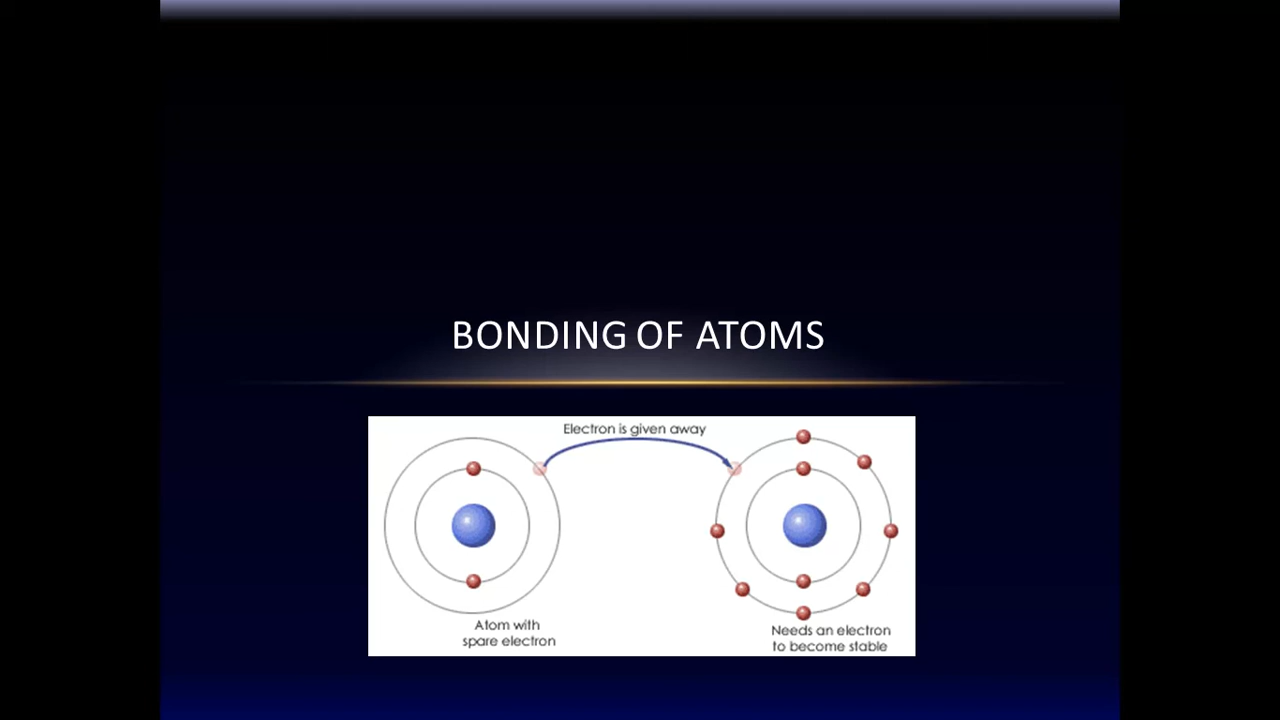 BONDING OF ATOMS
Electron is given away
Atom with
spare electron
Needs an electron
to become stable